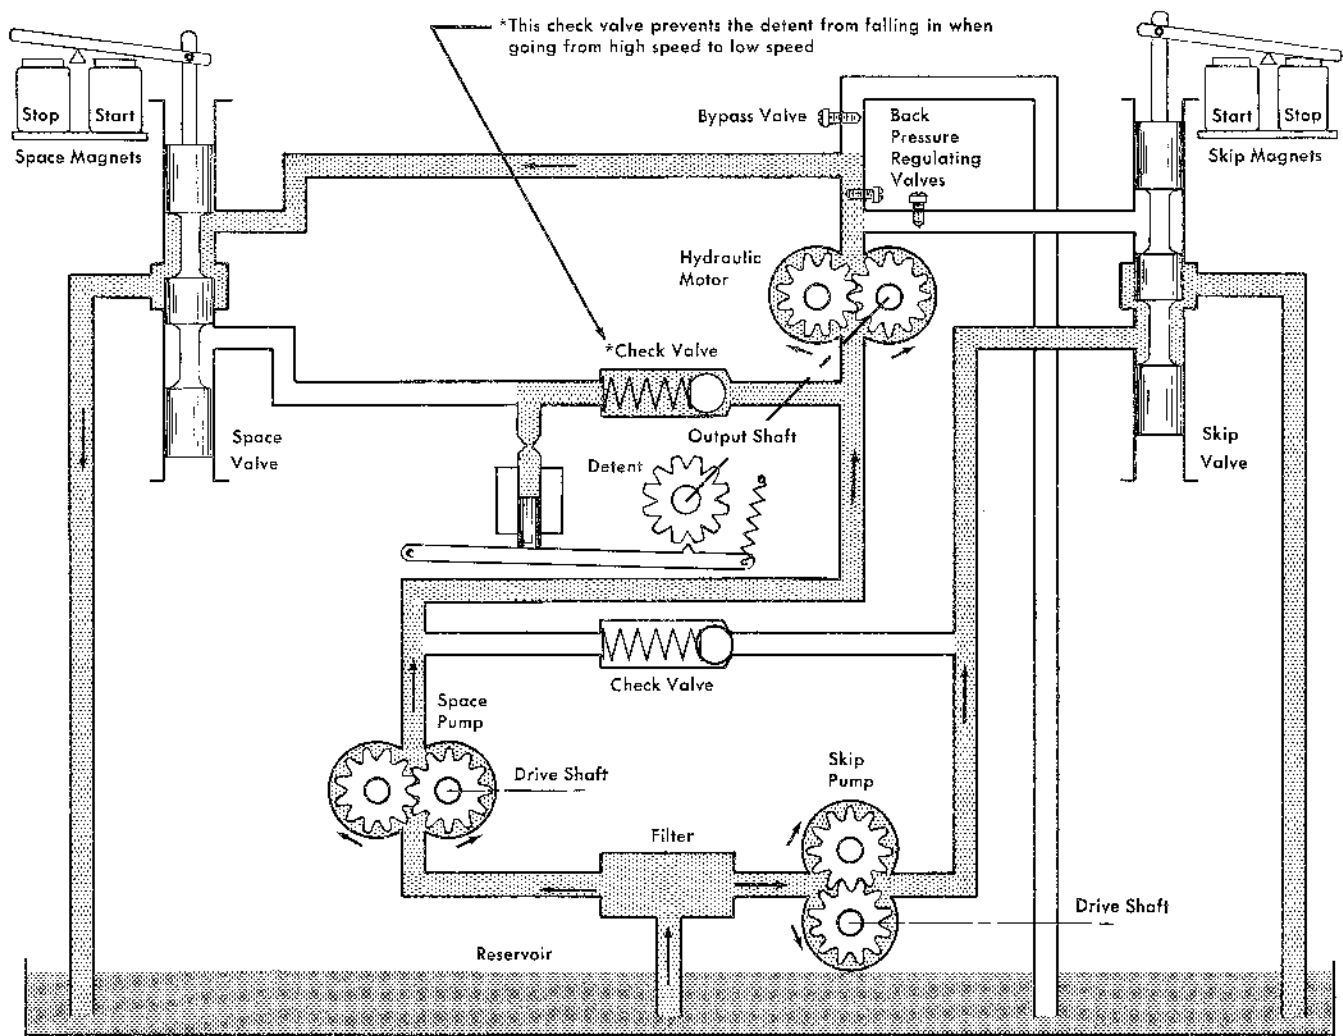 *This check valve prevents the detent from falling in when
going from high speed to low speed
Stop
Start
Space Magnets
Bypass Valve
Back
Pressure
Regulating
Valves
Start
Stop
Skip Magnets
Hydraulic
Motor
*Check Valve
Space
Valve
Output Shaft
Detent
Skip
Valve
Check Valve
Space
Pump
Drive Shaft
Skip
Pump
Filter
Drive Shaft
Reservoir